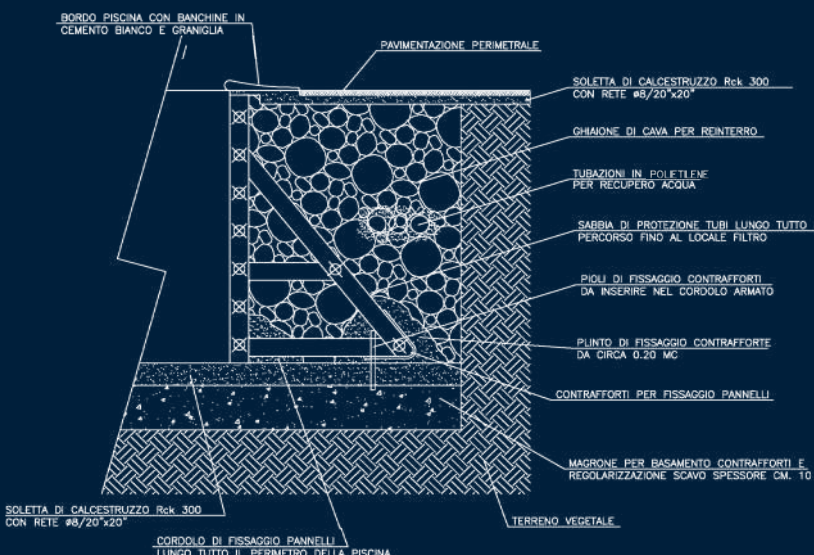 BORDO PISCINA CON BANCHINE IN
CEMENTO BIANCO E GRANIGLIA
PAVIMENTAZIONE PERIMETRALE
SOLETTA DI CALCESTRUZZO Rck 300
CON RETE ø8/20"x20"
GHIAIONE DI CAVA PER REINTERRO
TUBAZIONI IN POLIETILENE
PER RECUPERO ACQUA
SABBIA DI PROTEZIONE TUBI LUNGO TUTTO
PERCORSO FINO AL LOCALE FILTRO
PIOLI DI FISSAGGIO CONTRAFFORTI
DA INSERIRE NEL CORDOLO ARMATO
PLINTO DI FISSAGGIO CONTRAFFORTE
DA CIRCA 0.20 MC
CONTRAFFORTI PER FISSAGGIO PANNELLI
MAGRONE PER BASAMENTO CONTRAFFORTI E
REGOLARIZZAZIONE SCAVO SPESSORE CM. 10
TERRENO VEGETALE
SOLETTA DI CALCESTRUZZO Rck 300
CON RETE ø8/20"x20"
CORDOLO DI FISSAGGIO PANNELLI
LUNGO TUTTO IL PERIMETRO DELLA PISCINA